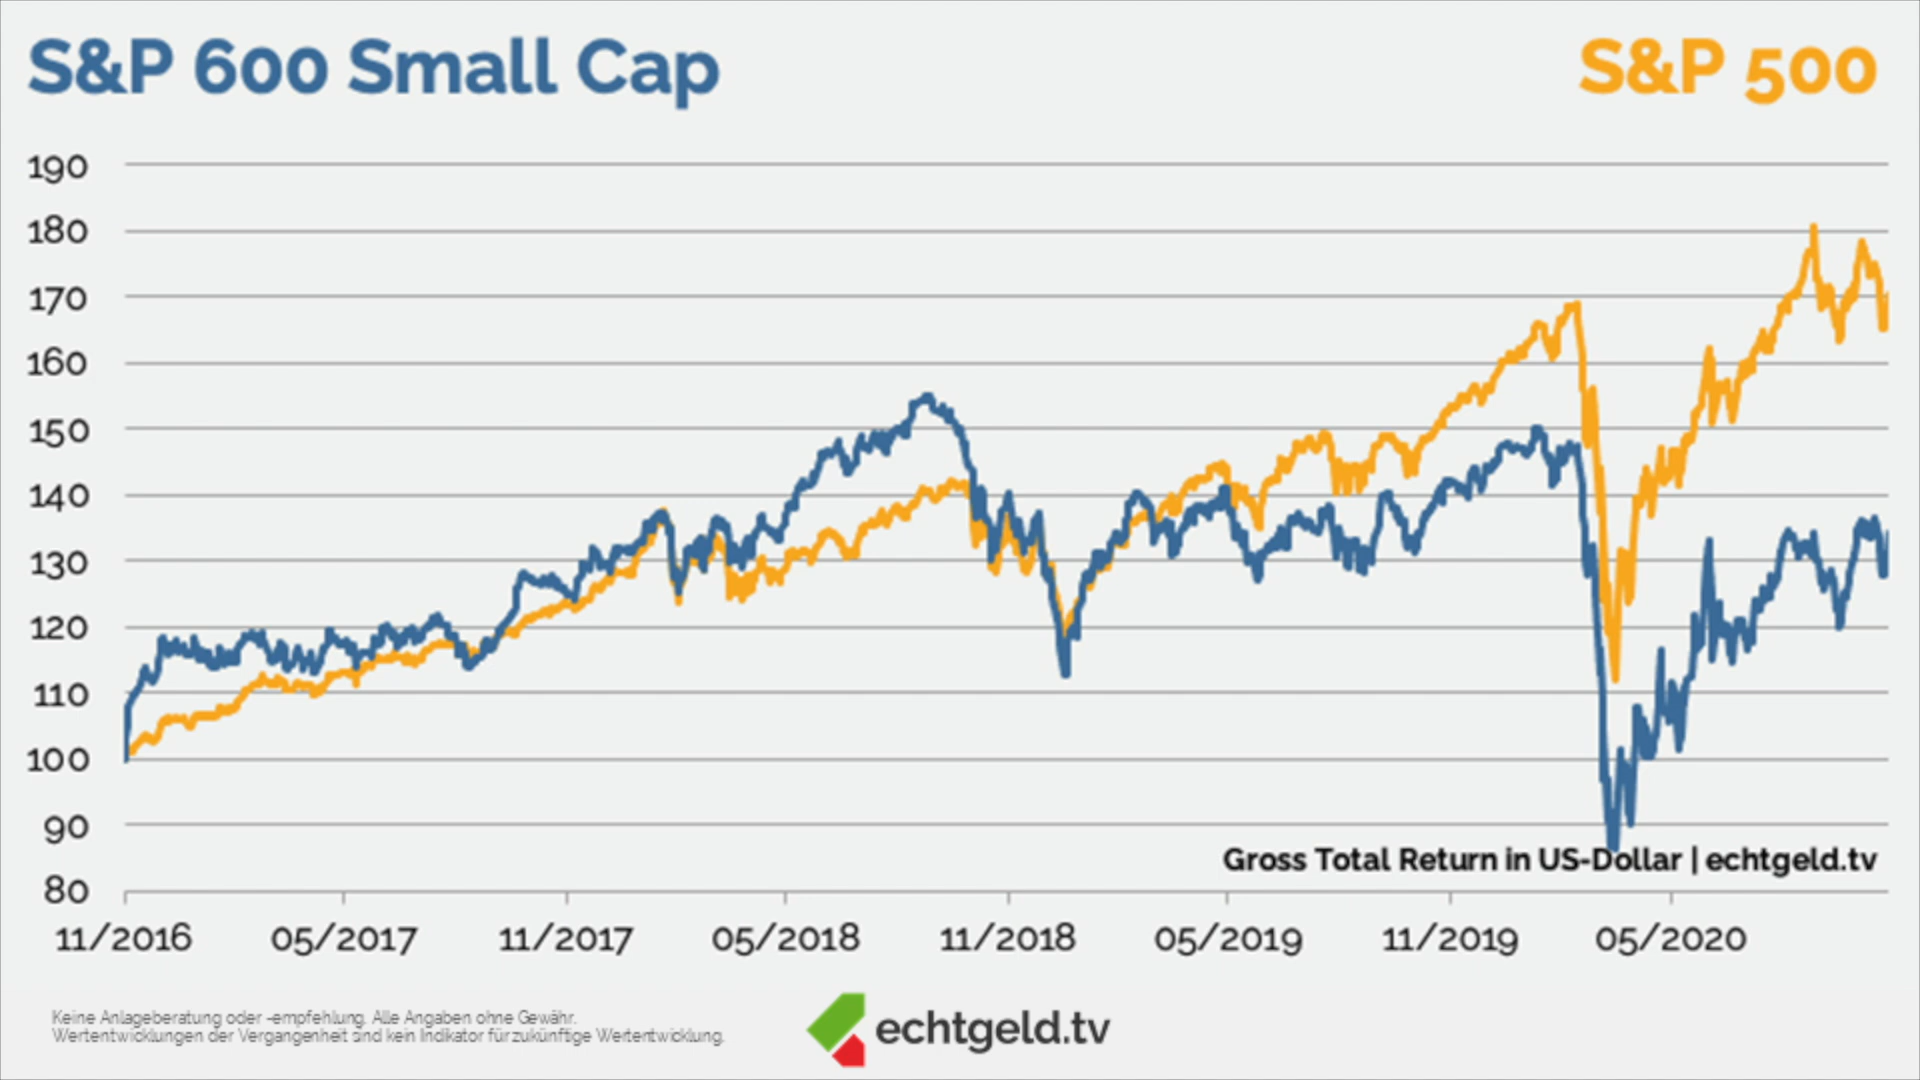 S&P 600 Small Cap
S&P 500
190
180
170
160
150
140
130
120
110
100
90
80
Gross Total Return in US-Dollar | echtgeld.tv
11/2016 05/2017 11/2017 05/2018 11/2018 05/2019 11/2019 05/2020
Keine Anlageberatung oder -empfehlung. Alle Angaben ohne Gewähr.
Wertentwicklungen der Vergangenheit sind kein Indikator für zukünftige Wertentwicklung.
echtgeld.tv